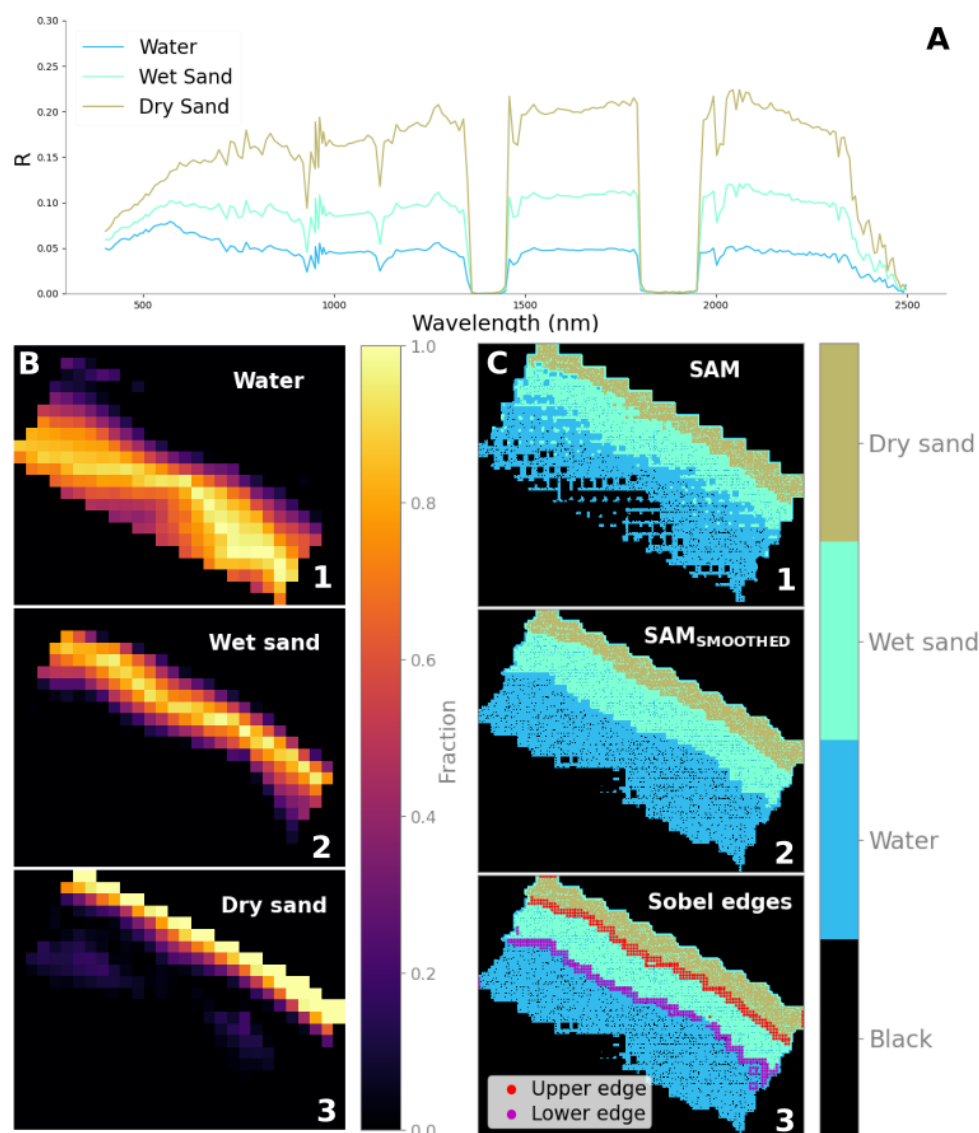 0.30
0.25
0.20
0.15
0.10
0.05
0.00
R
Water
Wet Sand
Dry Sand
A
500
1000
1500
2000
2500
Wavelength (nm)
B
Water
1
Wet sand
2
Dry sand
3
1.0
0.8
0.6
0.4
0.2
0.0
Fraction
C
SAM
1
SAMSMOOTHED
2
Sobel edges
Upper edge
Lower edge
3
Dry sand
Wet sand
Water
Black